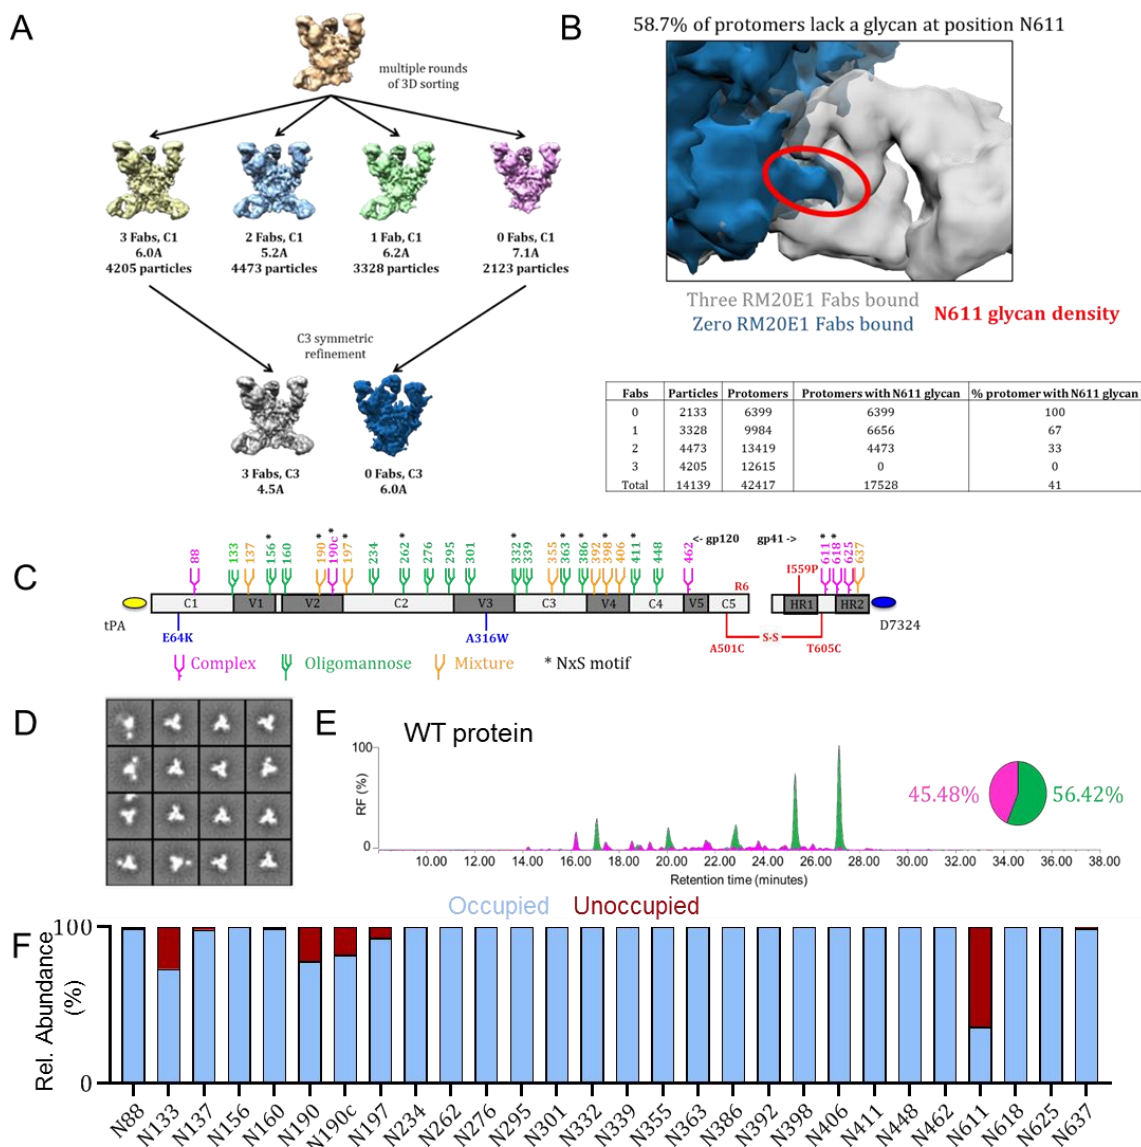 A
multiple rounds
of 3D sorting
3 Fabs, C1
6.0A
4205 particles
2 Fabs, C1
5.2A
4473 particles
1 Fab, C1
6.2A
3328 particles
0 Fabs, C1
7.1A
2123 particles
C3 symmetric
refinement
3 Fabs, C3
4.5A
0 Fabs, C3
6.0A
B
58.7% of protomers lack a glycan at position N611
Three RM20E1 Fabs bound
Zero RM20E1 Fabs bound
N611 glycan density
Fabs Particles Protomers Protomers with N611 glycan % protomer with N611 glycan
0 2133 6399 6399 100
1 3328 9984 6656 67
2 4473 13419 4473 33
3 4205 12615 0 0
Total 14139 42417 17528 41
C
88 133 137 156* 160 190* 190c* 197* 234 262* 276 295 301 332* 339 355 363* 386* 392 398* 406 411* 448 462 <- gp120 gp41 -> 611* 618* 625 637
R6 I559P
C1 V1 V2 C2 V3 C3 V4 C4 V5 C5 HR1 HR2
tPA E64K A316W A501C S-S T605C D7324
Complex Oligomannose Mixture * NxS motif
D
E
WT protein
100
RF (%)
0
10.00 12.00 14.00 16.00 18.00 20.00 22.00 24.00 26.00 28.00 30.00 32.00 34.00 36.00 38.00
Retention time (minutes)
45.48% 56.42%
F
Occupied Unoccupied
Rel. Abundance
(%)
100
0
N88 N133 N137 N156 N160 N190 N190c N197 N234 N262 N276 N295 N301 N332 N339 N355 N363 N386 N392 N398 N406 N411 N448 N462 N611 N618 N625 N637